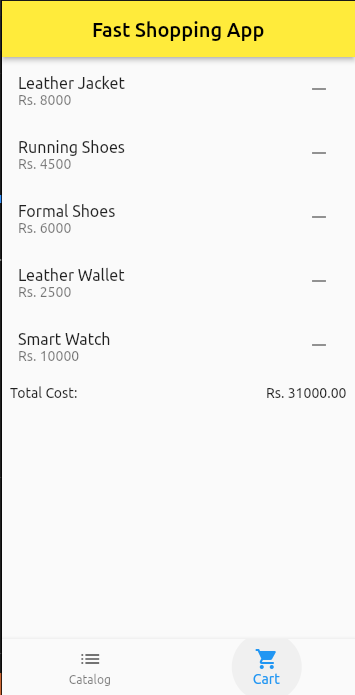 Fast Shopping App
Leather Jacket
Rs. 8000
Running Shoes
Rs. 4500
Formal Shoes
Rs. 6000
Leather Wallet
Rs. 2500
Smart Watch
Rs. 10000
Total Cost: Rs. 31000.00
Catalog Cart